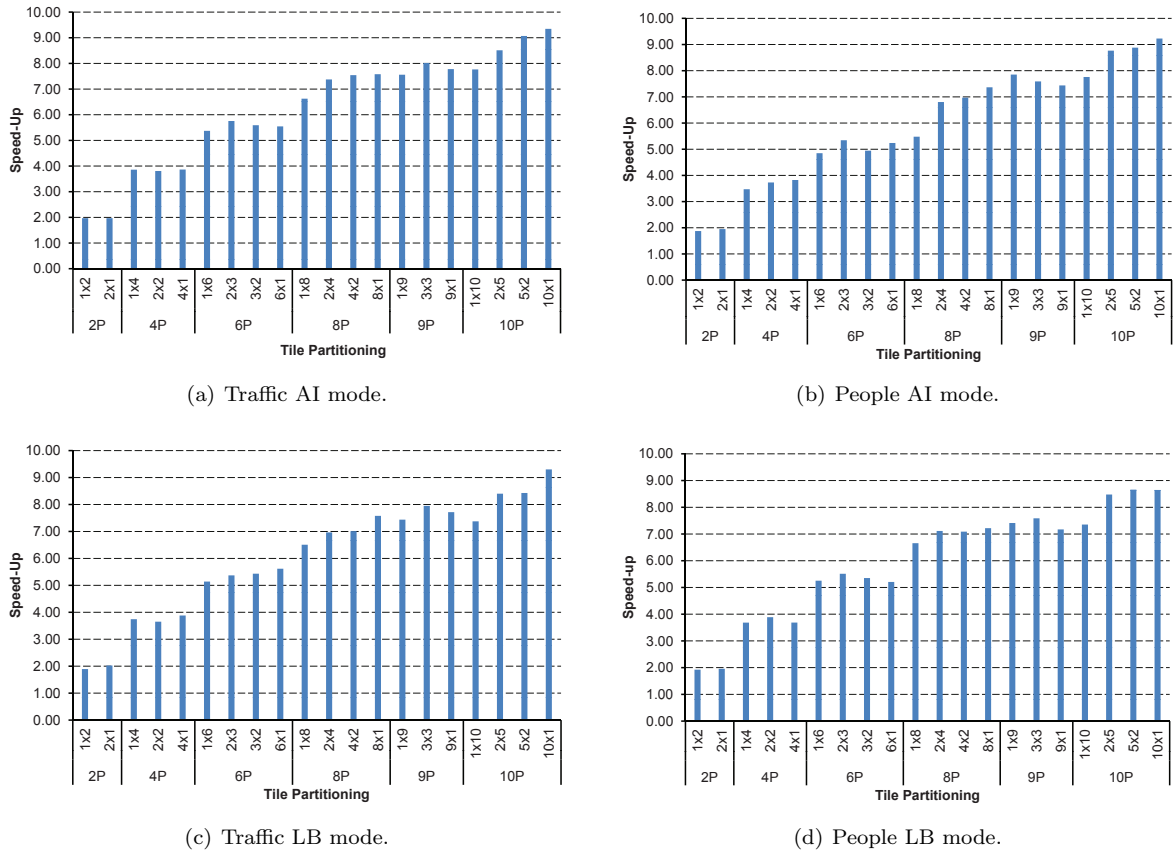 10.00
9.00
8.00
7.00
6.00
5.00
4.00
3.00
2.00
1.00
0.00
Speed-Up
1x2 2x1 1x4 2x2 4x1 1x6 2x3 3x2 6x1 1x8 2x4 4x2 8x1 1x9 3x3 9x1 1x10 2x5 5x2 10x1
2P 4P 6P 8P 9P 10P
Tile Partitioning
(a) Traffic AI mode.
10.00
9.00
8.00
7.00
6.00
5.00
4.00
3.00
2.00
1.00
0.00
Speed-Up
1x2 2x1 1x4 2x2 4x1 1x6 2x3 3x2 6x1 1x8 2x4 4x2 8x1 1x9 3x3 9x1 1x10 2x5 5x2 10x1
2P 4P 6P 8P 9P 10P
Tile Partitioning
(b) People AI mode.
10.00
9.00
8.00
7.00
6.00
5.00
4.00
3.00
2.00
1.00
0.00
Speed-Up
1x2 2x1 1x4 2x2 4x1 1x6 2x3 3x2 6x1 1x8 2x4 4x2 8x1 1x9 3x3 9x1 1x10 2x5 5x2 10x1
2P 4P 6P 8P 9P 10P
Tile Partitioning
(c) Traffic LB mode.
10.00
9.00
8.00
7.00
6.00
5.00
4.00
3.00
2.00
1.00
0.00
Speed-up
1x2 2x1 1x4 2x2 4x1 1x6 2x3 3x2 6x1 1x8 2x4 4x2 8x1 1x9 3x3 9x1 1x10 2x5 5x2 10x1
2P 4P 6P 8P 9P 10P
Tile Partitioning
(d) People LB mode.